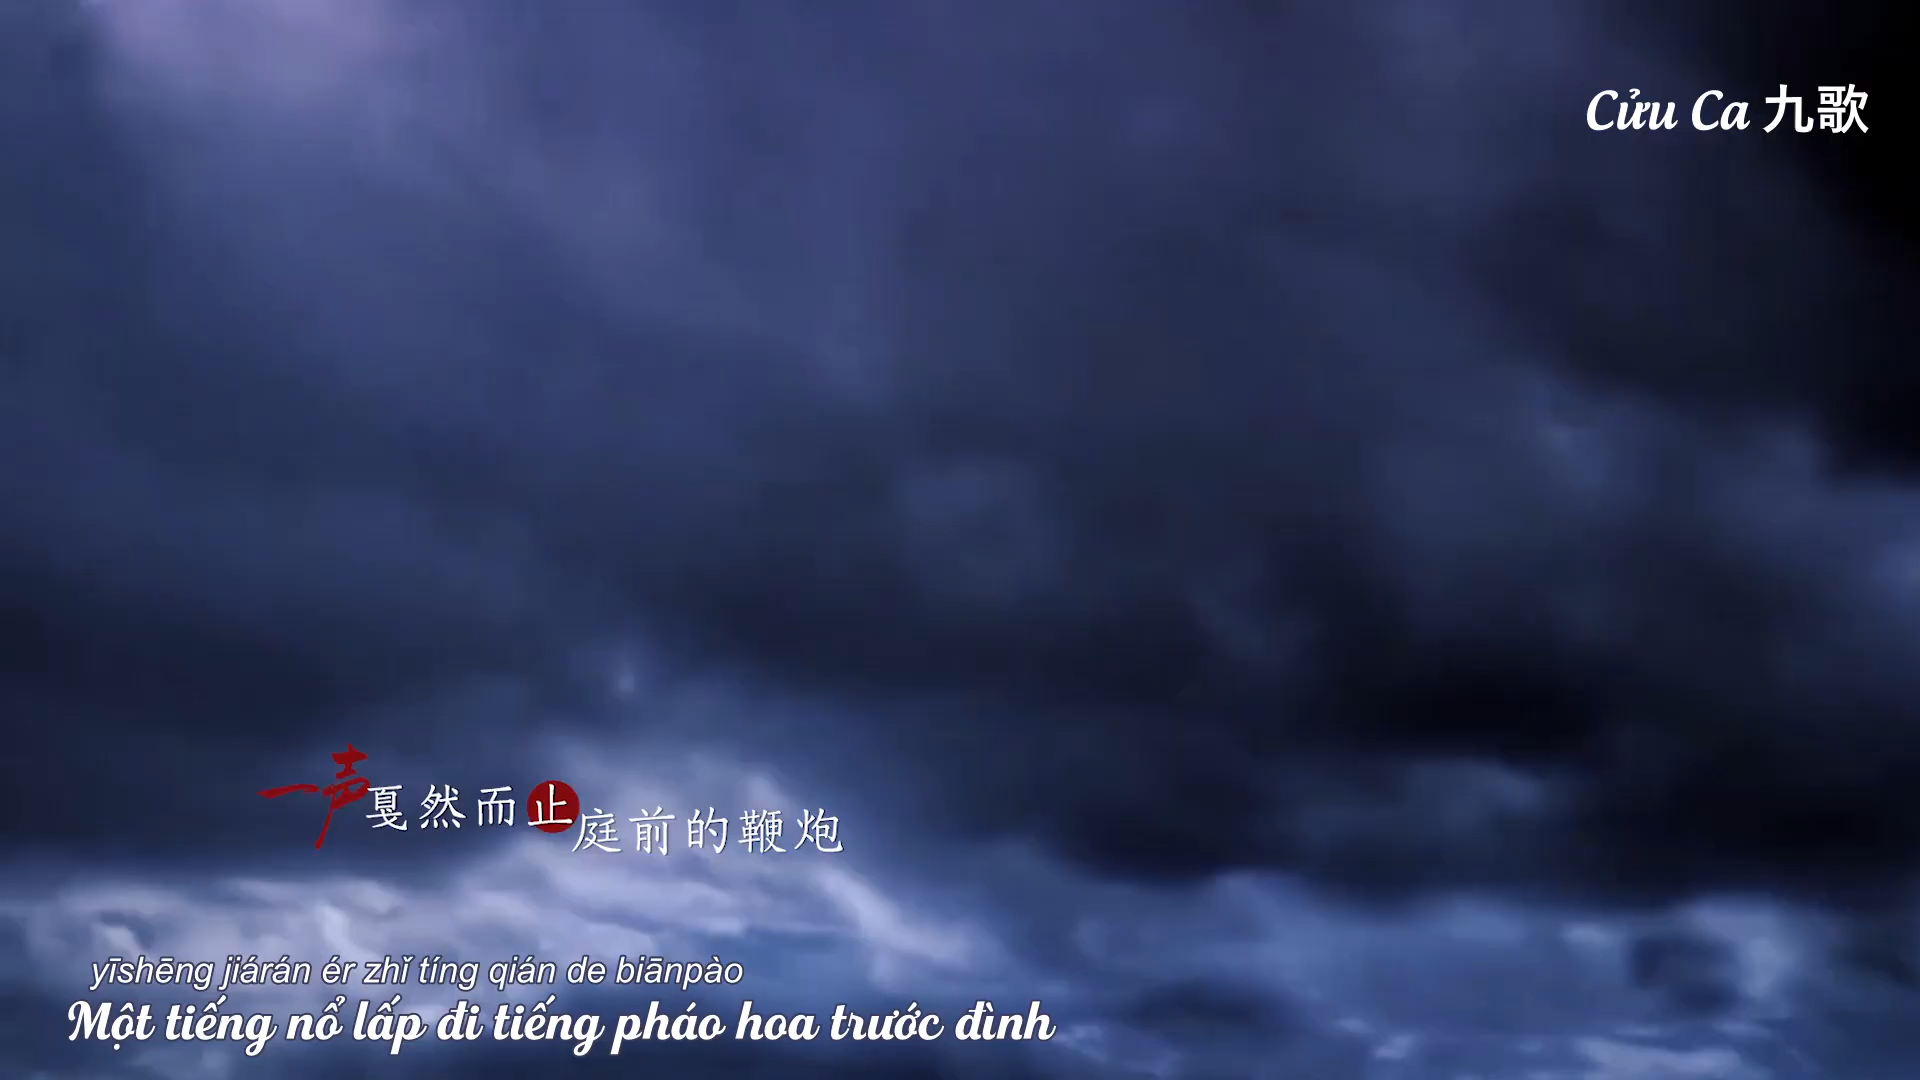 Cửu Ca 九歌
一声戛然而止庭前的鞭炮
yīshēng jiárán ér zhǐ tíng qián de biānpào
Một tiếng nổ lấp đi tiếng pháo hoa trước đình